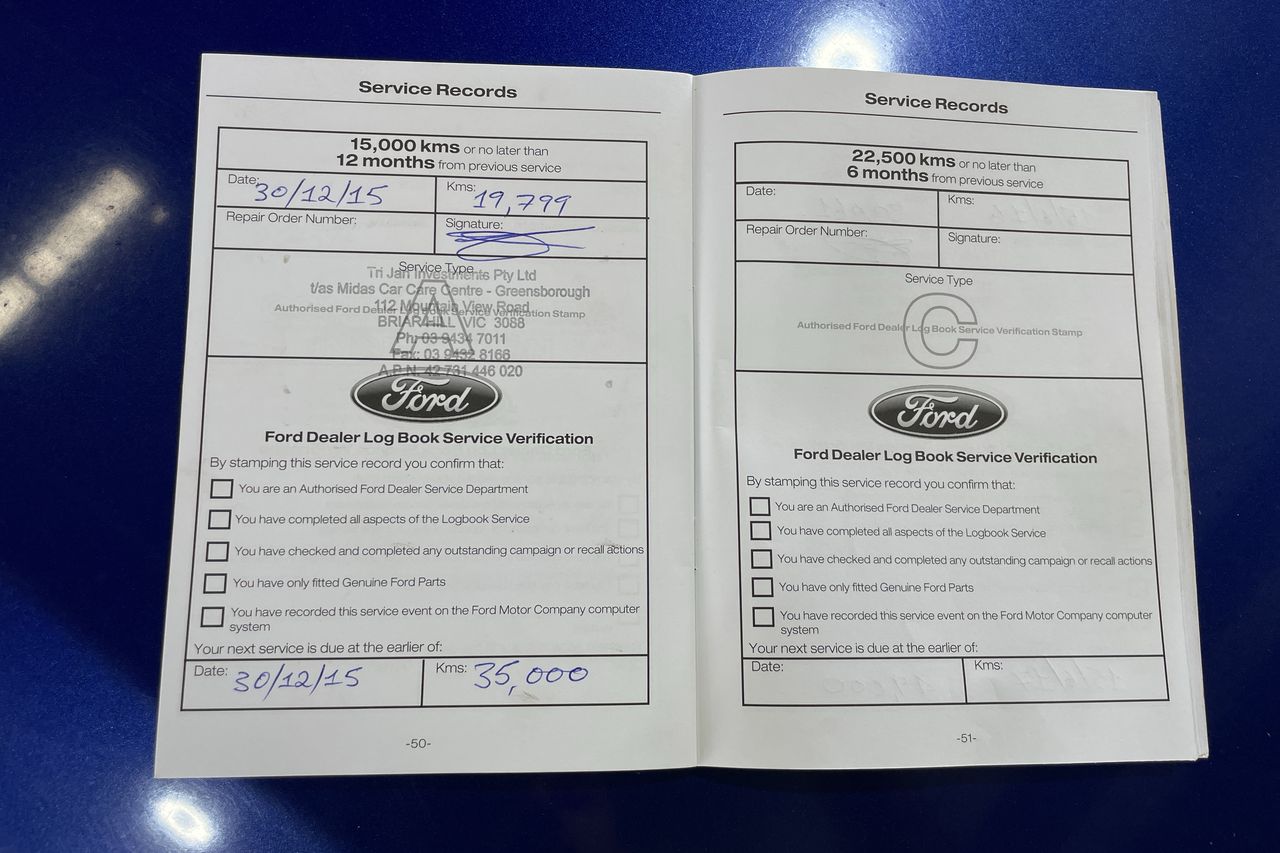 Service Records
15,000 kms or no later than
12 months from previous service
Date: 30/12/15
Kms: 19,799
Repair Order Number:
Signature:
Service Type
A
Authorised Ford Dealer Log Book Service Verification Stamp
Tri Jan Investments Pty Ltd
t/as Midas Car Care Centre - Greensborough
112 Mountain View Road
BRIAR HILL VIC 3088
Ph: 03 9434 7011
Fax: 03 9432 8166
42 731 446 020
Ford
Ford Dealer Log Book Service Verification
By stamping this service record you confirm that:
You are an Authorised Ford Dealer Service Department
You have completed all aspects of the Logbook Service
You have checked and completed any outstanding campaign or recall actions
You have only fitted Genuine Ford Parts
You have recorded this service event on the Ford Motor Company computer
system
Your next service is due at the earlier of:
Date: 30/12/15
Kms: 35,000
-50-
Service Records
22,500 kms or no later than
6 months from previous service
Date:
Kms:
Repair Order Number:
Signature:
Service Type
C
Authorised Ford Dealer Log Book Service Verification Stamp
Ford
Ford Dealer Log Book Service Verification
By stamping this service record you confirm that:
You are an Authorised Ford Dealer Service Department
You have completed all aspects of the Logbook Service
You have checked and completed any outstanding campaign or recall actions
You have only fitted Genuine Ford Parts
You have recorded this service event on the Ford Motor Company computer
system
Your next service is due at the earlier of:
Date:
Kms:
-51-